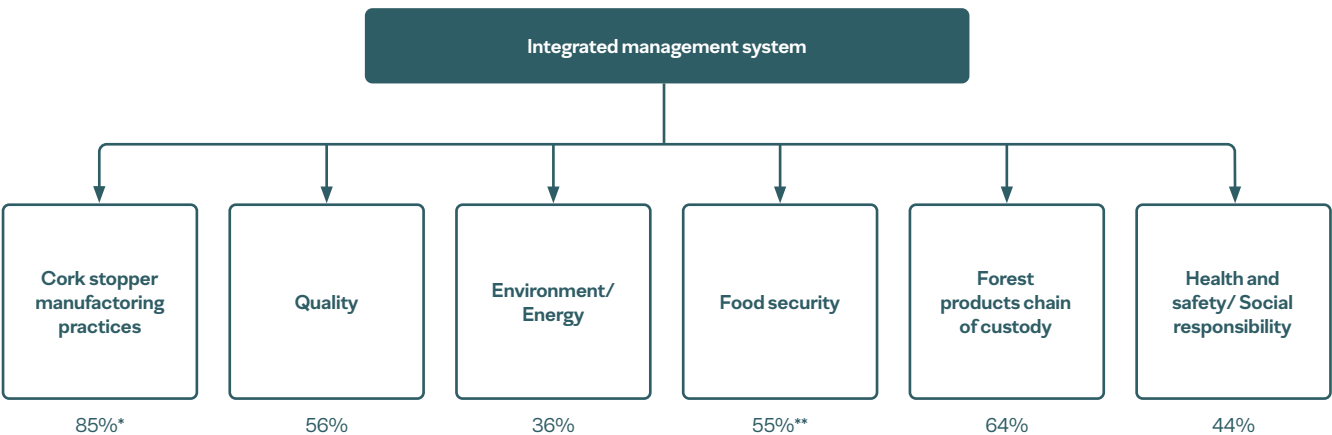 Integrated management system
Cork stopper
manufactoring
practices
Quality
Environment/
Energy
Food security
Forest
products chain
of custody
Health and
safety/ Social
responsibility
85%*
56%
36%
55%**
64%
44%